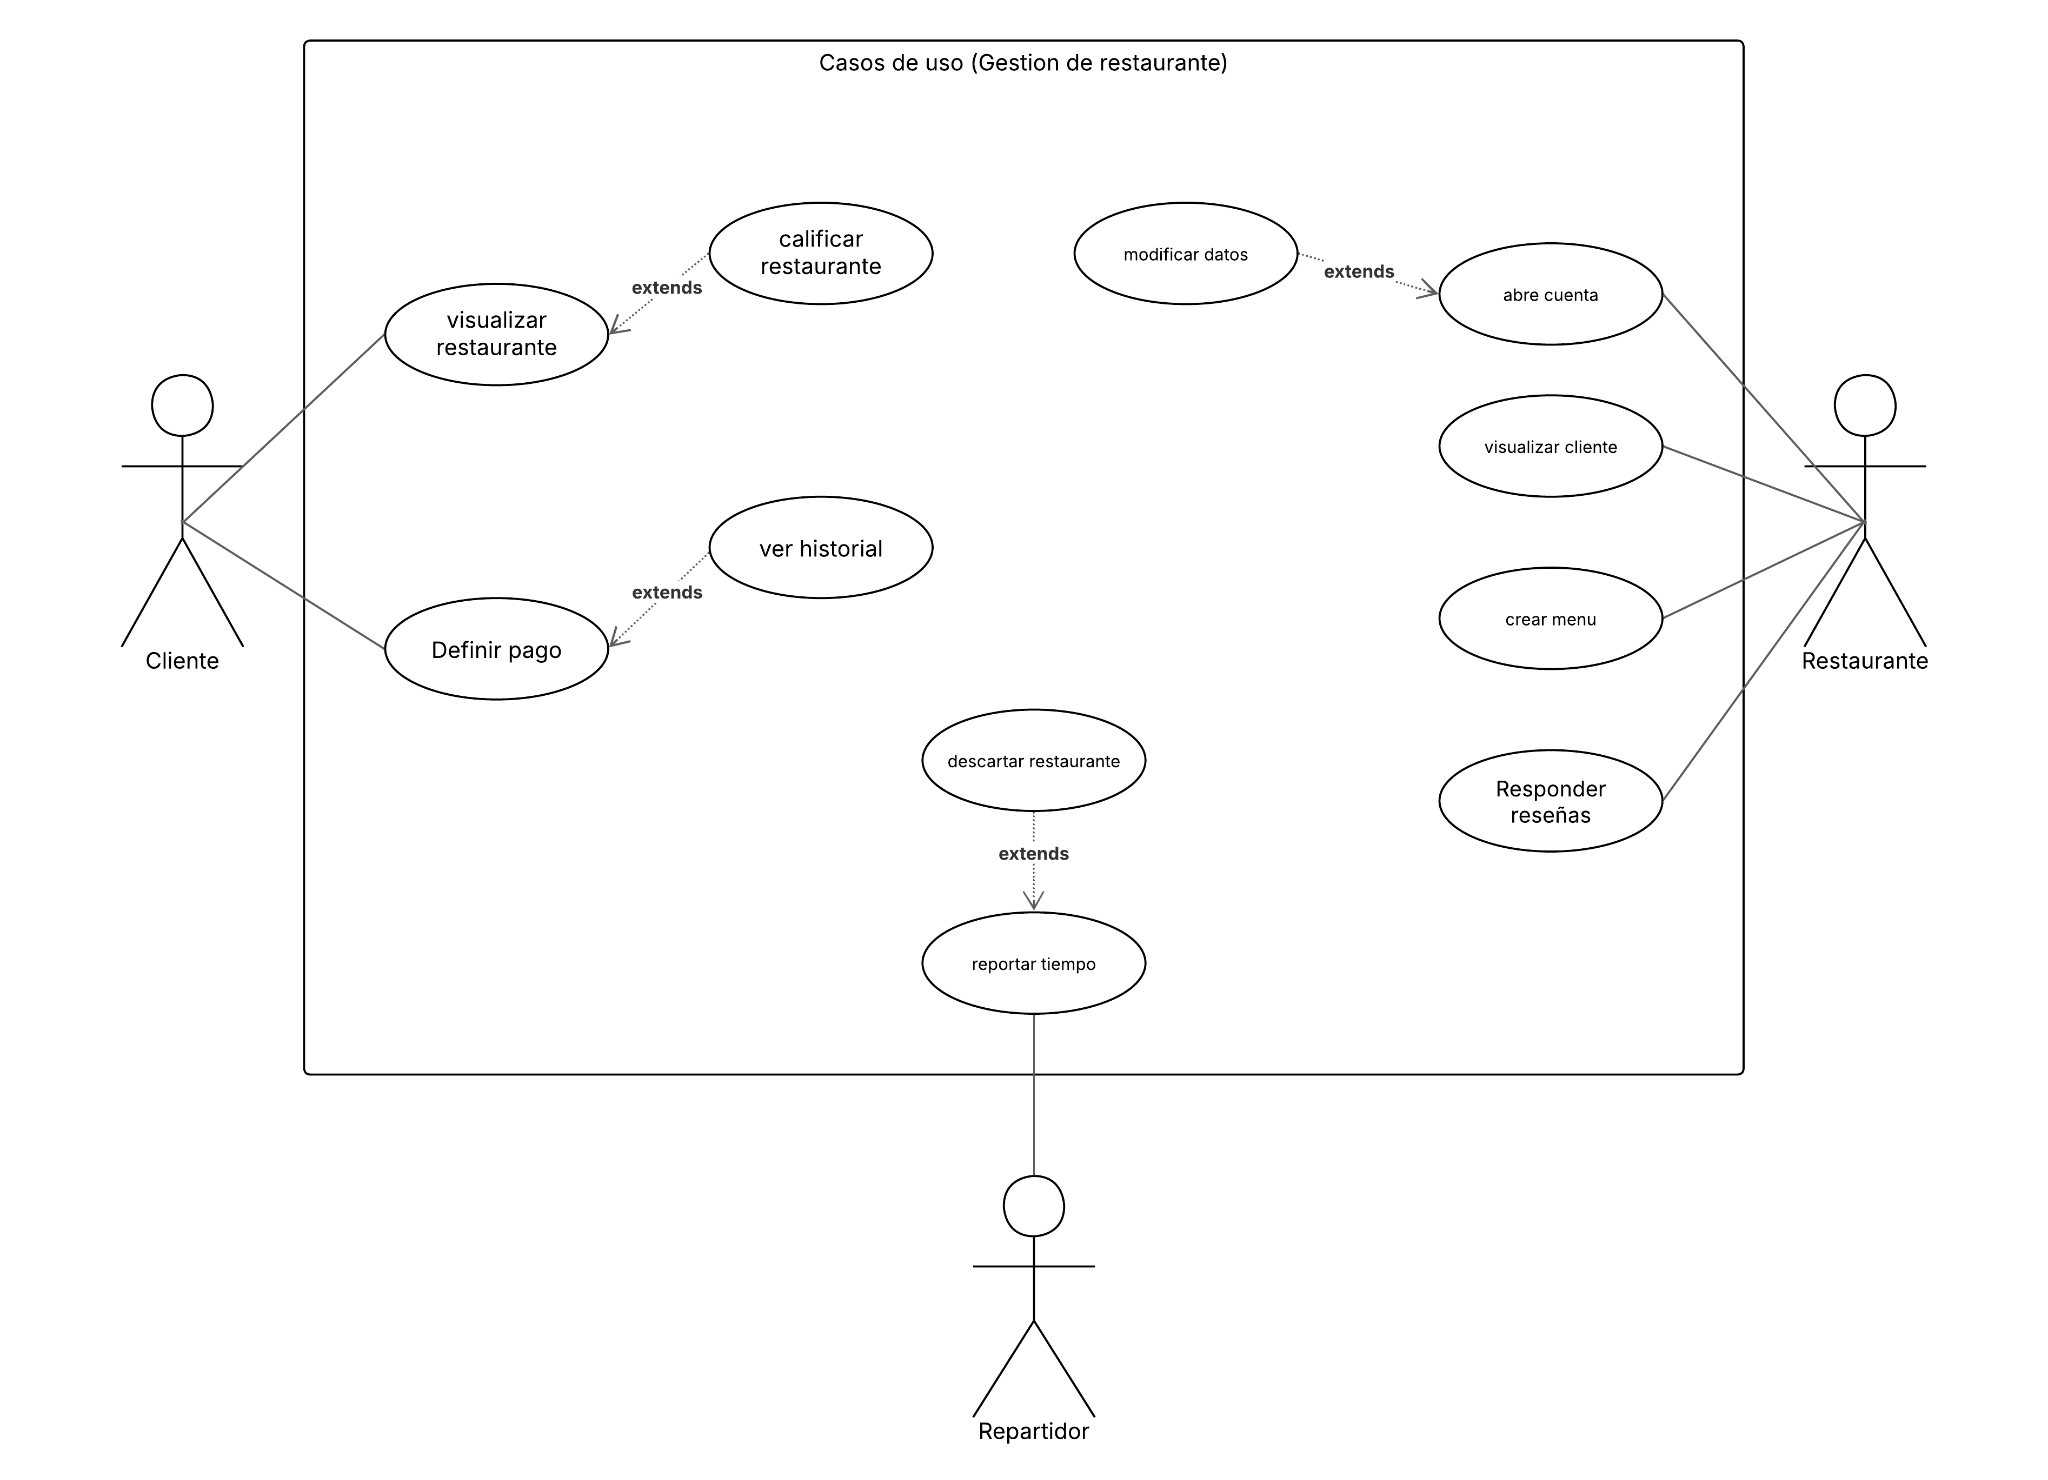 Casos de uso (Gestion de restaurante)
calificar
restaurante
modificar datos
extends
extends
abre cuenta
visualizar
restaurante
visualizar cliente
ver historial
extends
crear menu
Definir pago
Cliente
Restaurante
descartar restaurante
Responder
reseñas
extends
reportar tiempo
Repartidor